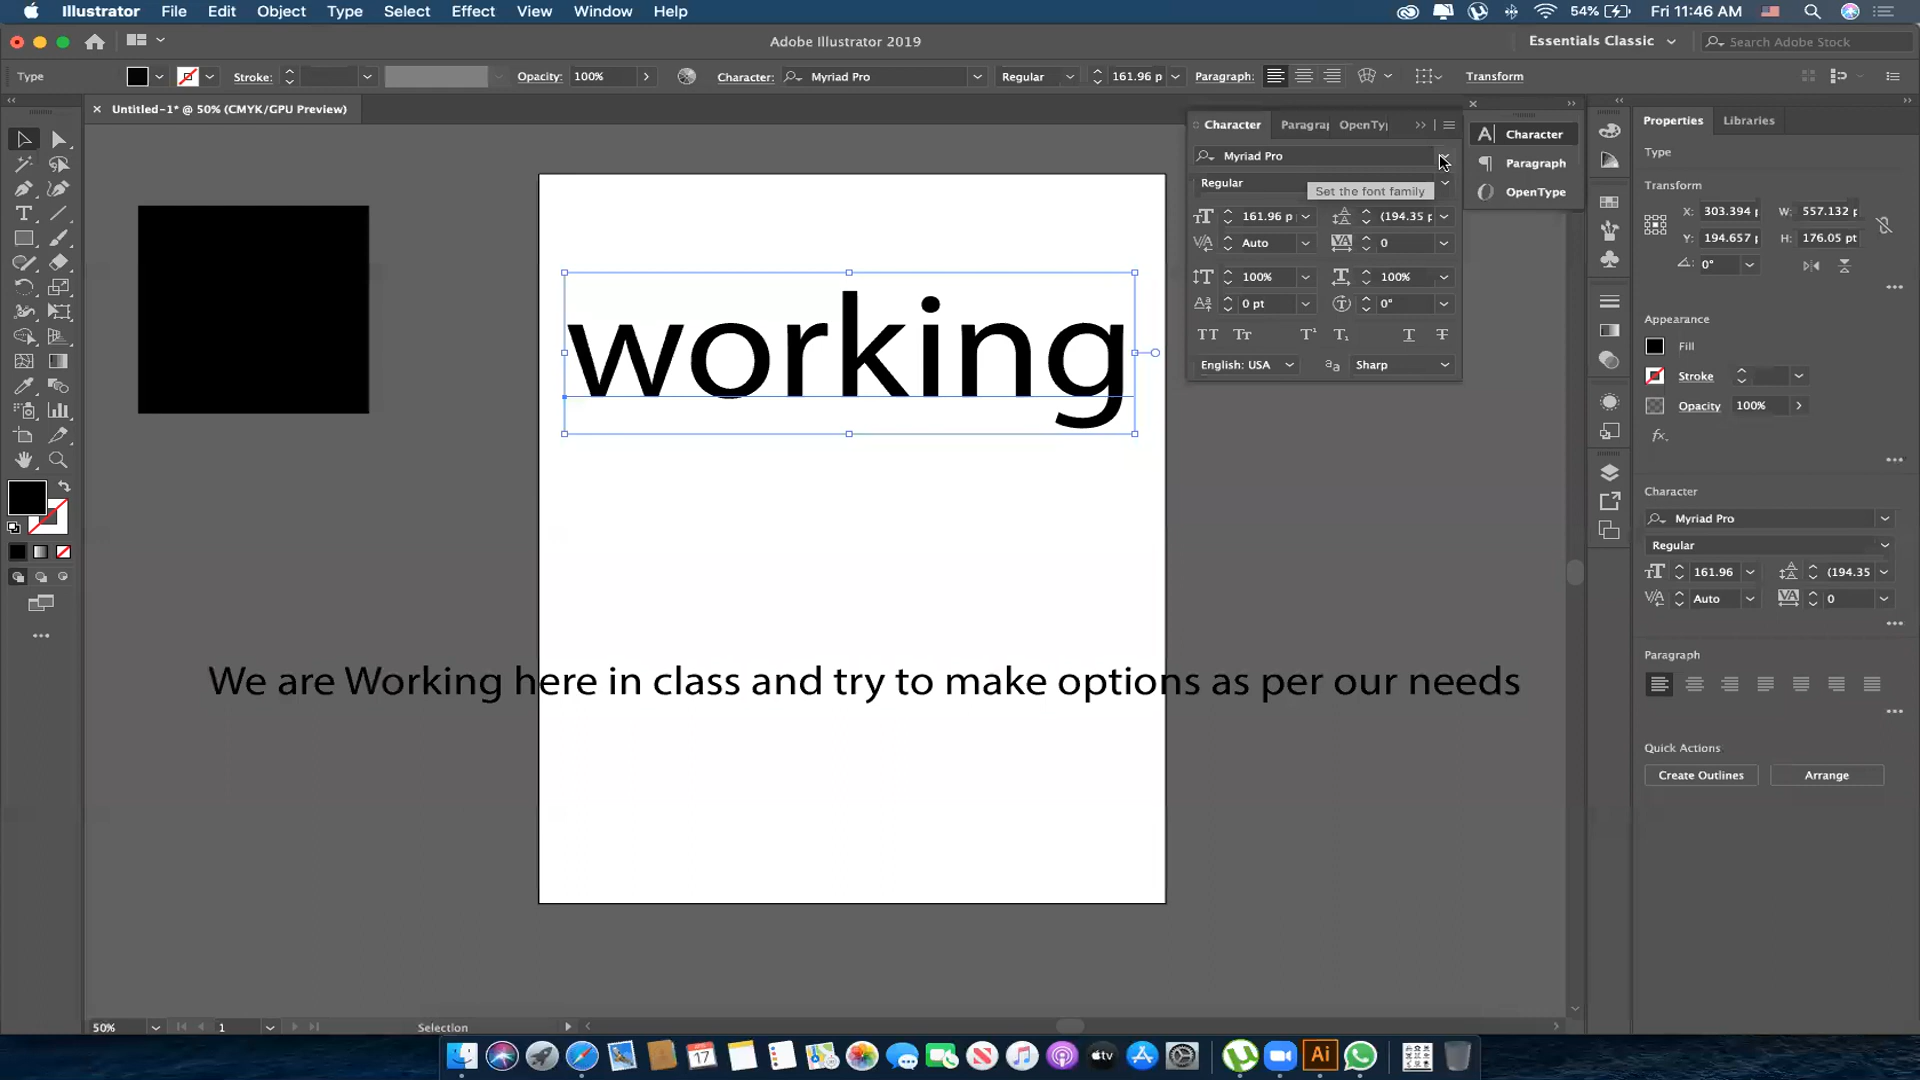 Illustrator File Edit Object Type Select Effect View Window Help 54% Fri 11:46 AM
Adobe Illustrator 2019 Essentials Classic Search Adobe Stock
Type Stroke: Opacity: 100% Character: Myriad Pro Regular 161.96 p Paragraph: Transform
× Untitled-1* @ 50% (CMYK/GPU Preview)
Character Paragraj OpenTyj
Myriad Pro
Regular
Set the font family
161.96 p (194.35 p
Auto 0
100% 100%
0 pt 0°
English: USA Sharp
Character
Paragraph
OpenType
Properties Libraries
Type
Transform
X: 303.394 p W: 557.132 p
Y: 194.657 p H: 176.05 pt
0°
Appearance
Fill
Stroke
Opacity 100%
fx.
Character
Myriad Pro
Regular
161.96 (194.35
Auto 0
Paragraph
Quick Actions
Create Outlines Arrange
working
We are Working here in class and try to make options as per our needs
50% 1 Selection
17 tv Ai